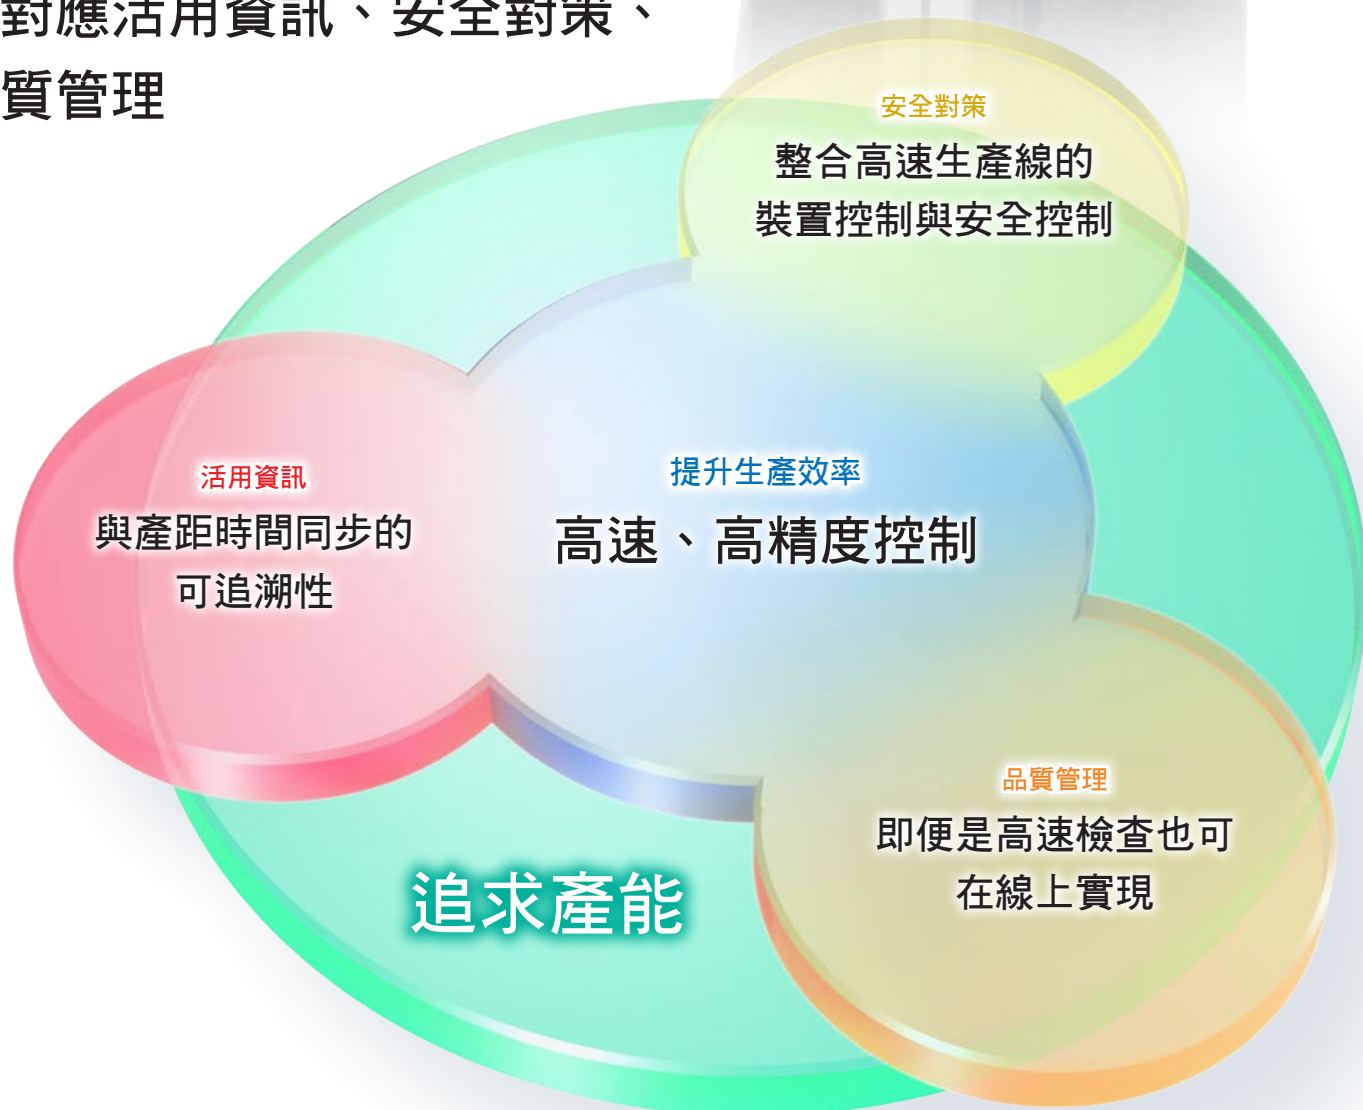 對應活用資訊、安全對策、
質管理
安全對策
整合高速生產線的
裝置控制與安全控制
活用資訊
與產距時間同步的
可追溯性
提升生產效率
高速、高精度控制
品質管理
即便是高速檢查也可
在線上實現
追求產能